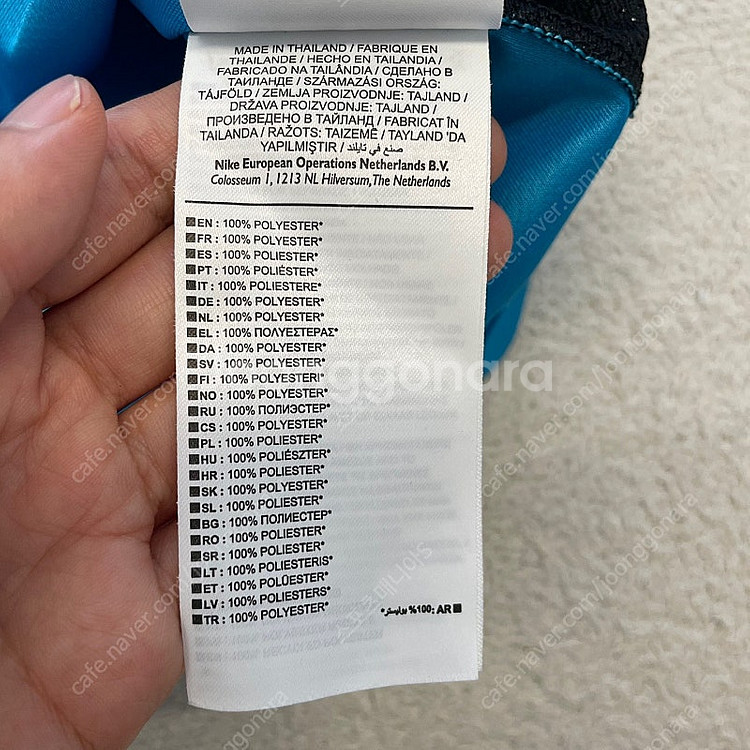 MADE IN THAILAND / FABRIQUE EN
THAILANDE / HECHO EN TAILANDIA /
FABRICADO NA TAILÂNDIA / СДЕЛАНО В
ТАИЛАНДЕ / SZÁRMAZÁSI ORSZÁG:
TÁJFÖLD / ZEMLJA PROIZVODNJE: TAJLAND /
DRŽAVA PROIZVODNJE: TAJLAND /
ПРОИЗВЕДЕНО В ТАЙЛАНД / FABRICAT ÎN
TAILANDA / RAŽOTS: TAIZEMĒ / TAYLAND 'DA
YAPILMIŞTIR / صنع في تايلند
Nike European Operations Netherlands B.V.
Colosseum 1, 1213 NL Hilversum, The Netherlands
EN : 100% POLYESTER*
FR : 100% POLYESTER*
ES : 100% POLIESTER*
PT : 100% POLIÉSTER*
IT : 100% POLIESTERE*
DE : 100% POLYESTER*
NL : 100% POLYESTER*
EL : 100% ΠΟΛΥΕΣΤΕΡΑΣ*
DA : 100% POLYESTER*
SV : 100% POLYESTER*
FI : 100% POLYESTERI*
NO : 100% POLYESTER*
RU : 100% ПОЛИЭСТЕР*
CS : 100% POLYESTER*
PL : 100% POLIESTER*
HU : 100% POLIÉSZTER*
HR : 100% POLIESTER*
SK : 100% POLYESTER*
SL : 100% POLIESTER*
BG : 100% ПОЛИЕСТЕР*
RO : 100% POLIESTER*
SR : 100% POLIESTER*
LT : 100% POLIESTERIS*
ET : 100% POLÜESTER*
LV : 100% POLIESTERS*
TR : 100% POLYESTER*
AR :100% بوليستر*
joonggonara
cafe.naver.com/joonggonara